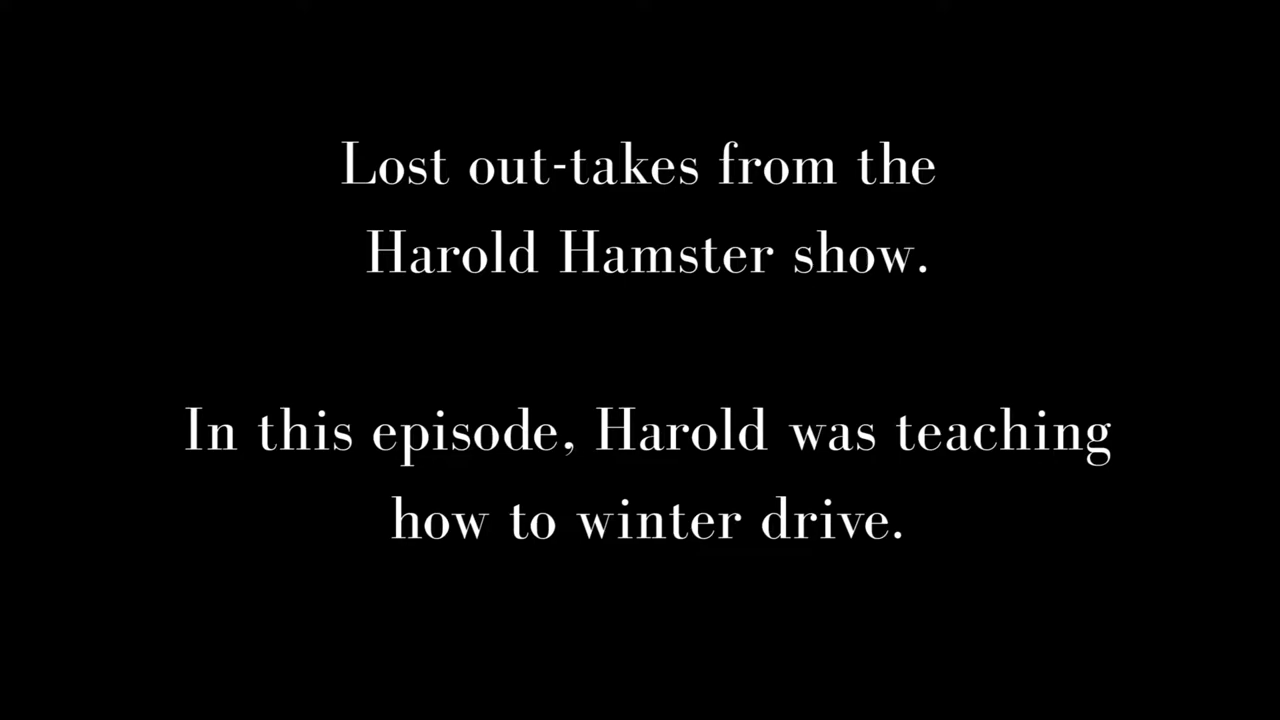 Lost out-takes from the
Harold Hamster show.
In this episode, Harold was teaching
how to winter drive.